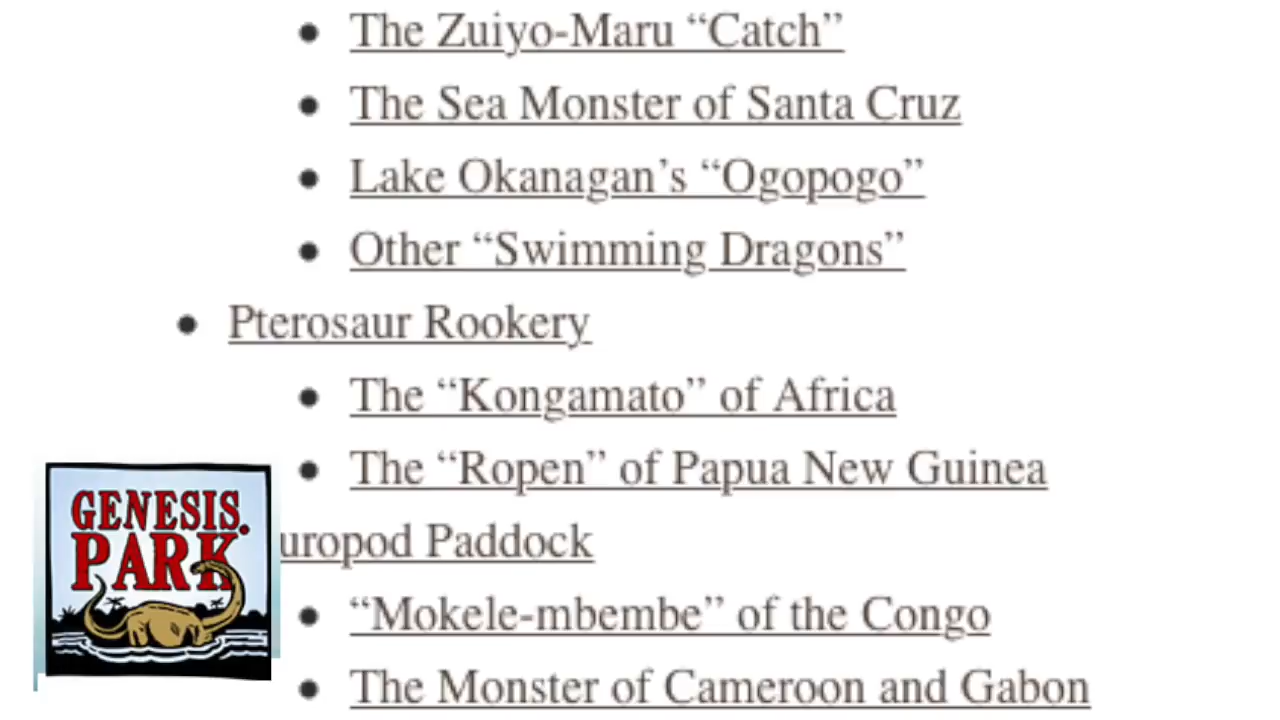 The Zuiyo-Maru “Catch”
The Sea Monster of Santa Cruz
Lake Okanagan’s “Ogopogo”
Other “Swimming Dragons”
Pterosaur Rookery
The “Kongamato” of Africa
The “Ropen” of Papua New Guinea
uropod Paddock
“Mokele-mbembe” of the Congo
The Monster of Cameroon and Gabon
GENESIS
PARK